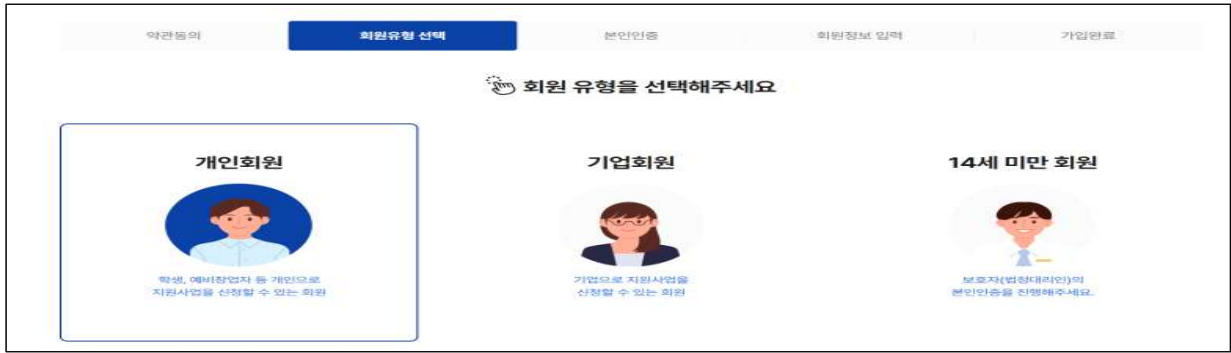 약관동의
회원유형 선택
본인인증
회원정보 입력
가입완료
회원 유형을 선택해주세요
개인회원
학생, 예비창업자 등 개인으로
지원사업을 신청할 수 있는 회원
기업회원
기업으로 지원사업을
신청할 수 있는 회원
14세 미만 회원
보호자(법정대리인)의
본인인증을 진행해주세요.